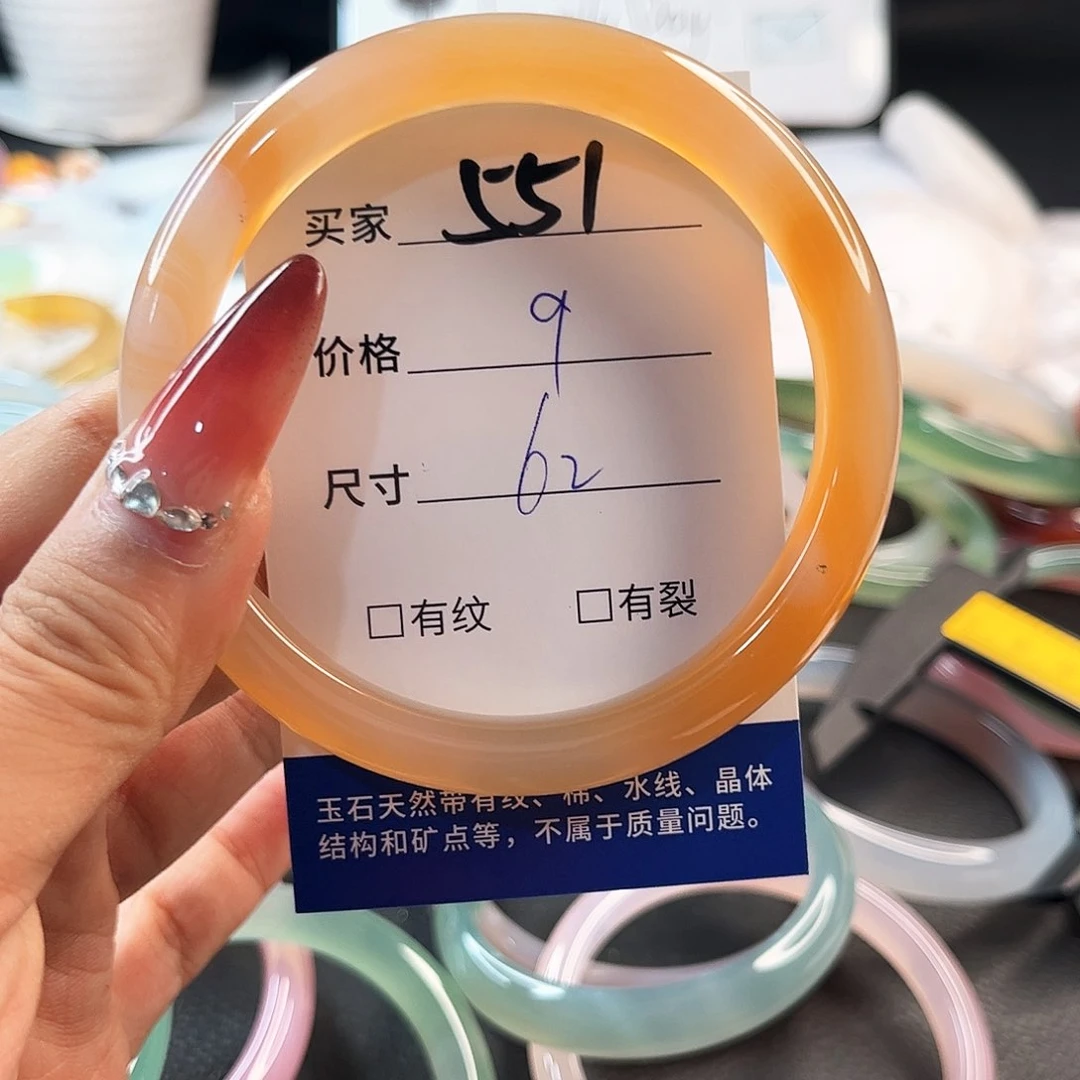 买家 551
价格 9
尺寸 62
□有纹 □有裂
玉石天然带有纹、棉、水线、晶体
结构和矿点等，不属于质量问题。